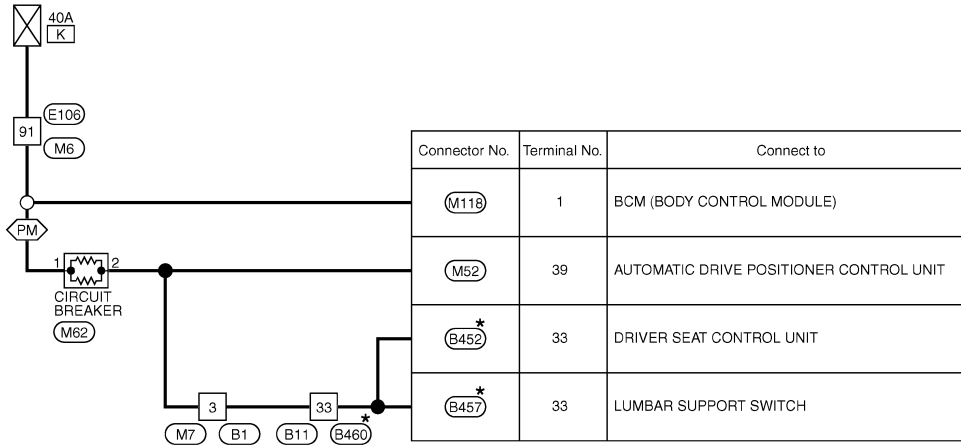 40A
K
E106
91
M6
Connector No. Terminal No. Connect to
M118 1 BCM (BODY CONTROL MODULE)
PM
1 2
CIRCUIT
BREAKER
M62
M52 39 AUTOMATIC DRIVE POSITIONER CONTROL UNIT
*
B452 33 DRIVER SEAT CONTROL UNIT
*
B457 33 LUMBAR SUPPORT SWITCH
3 33
*
M7 B1 B11 B460